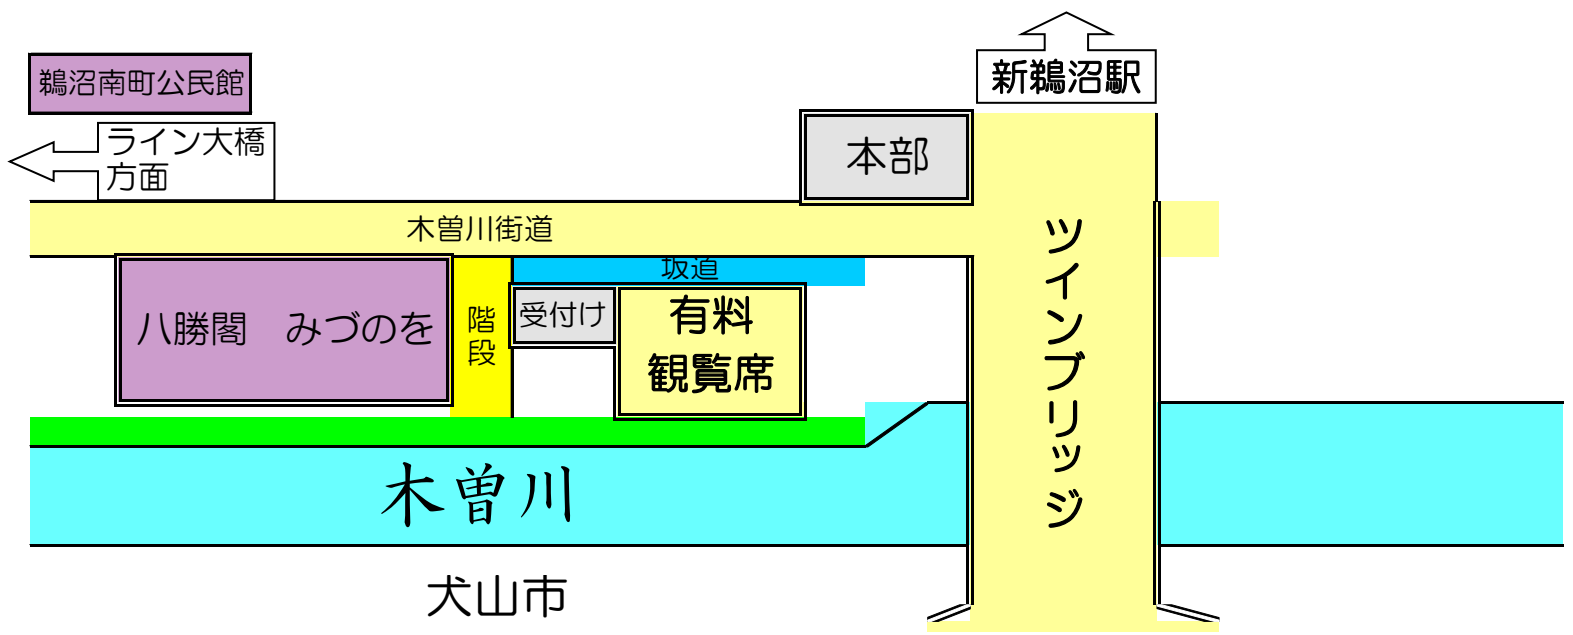 新鵜沼駅
鵜沼南町公民館
ライン大橋
方面
本部
木曽川街道
ツインブリッジ
坂道
八勝閣　みづのを
階段
受付け
有料
観覧席
木曽川
犬山市